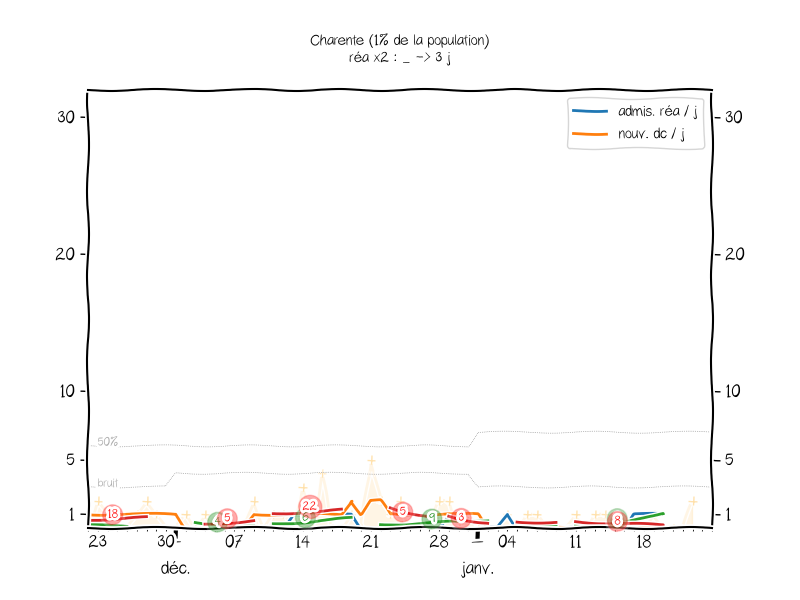 Charente (1% de la population)
réa x2 : _ -> 3 j
admis. réa / j
nouv. dc / j
30 30
20 20
10 10
5 5
1 1
50%
bruit
18 4 5 22 6 5 9 3 8
23 30 07 14 21 28 04 11 18
déc. janv.